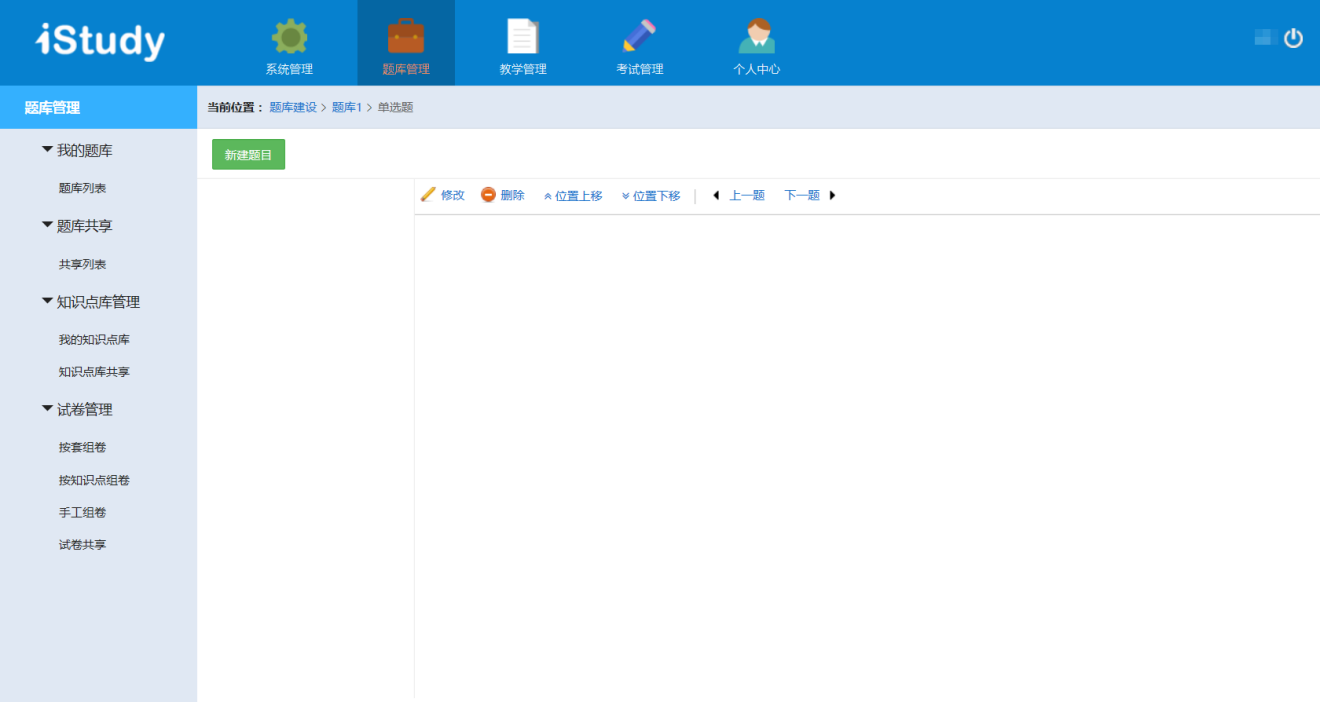 iStudy
系统管理
题库管理
教学管理
考试管理
个人中心
题库管理
当前位置： 题库建设 > 题库1 > 单选题
我的题库
题库列表
题库共享
共享列表
知识点库管理
我的知识点库
知识点库共享
试卷管理
按套组卷
按知识点组卷
手工组卷
试卷共享
新建题目
修改 删除 位置上移 位置下移 | 上一题 下一题